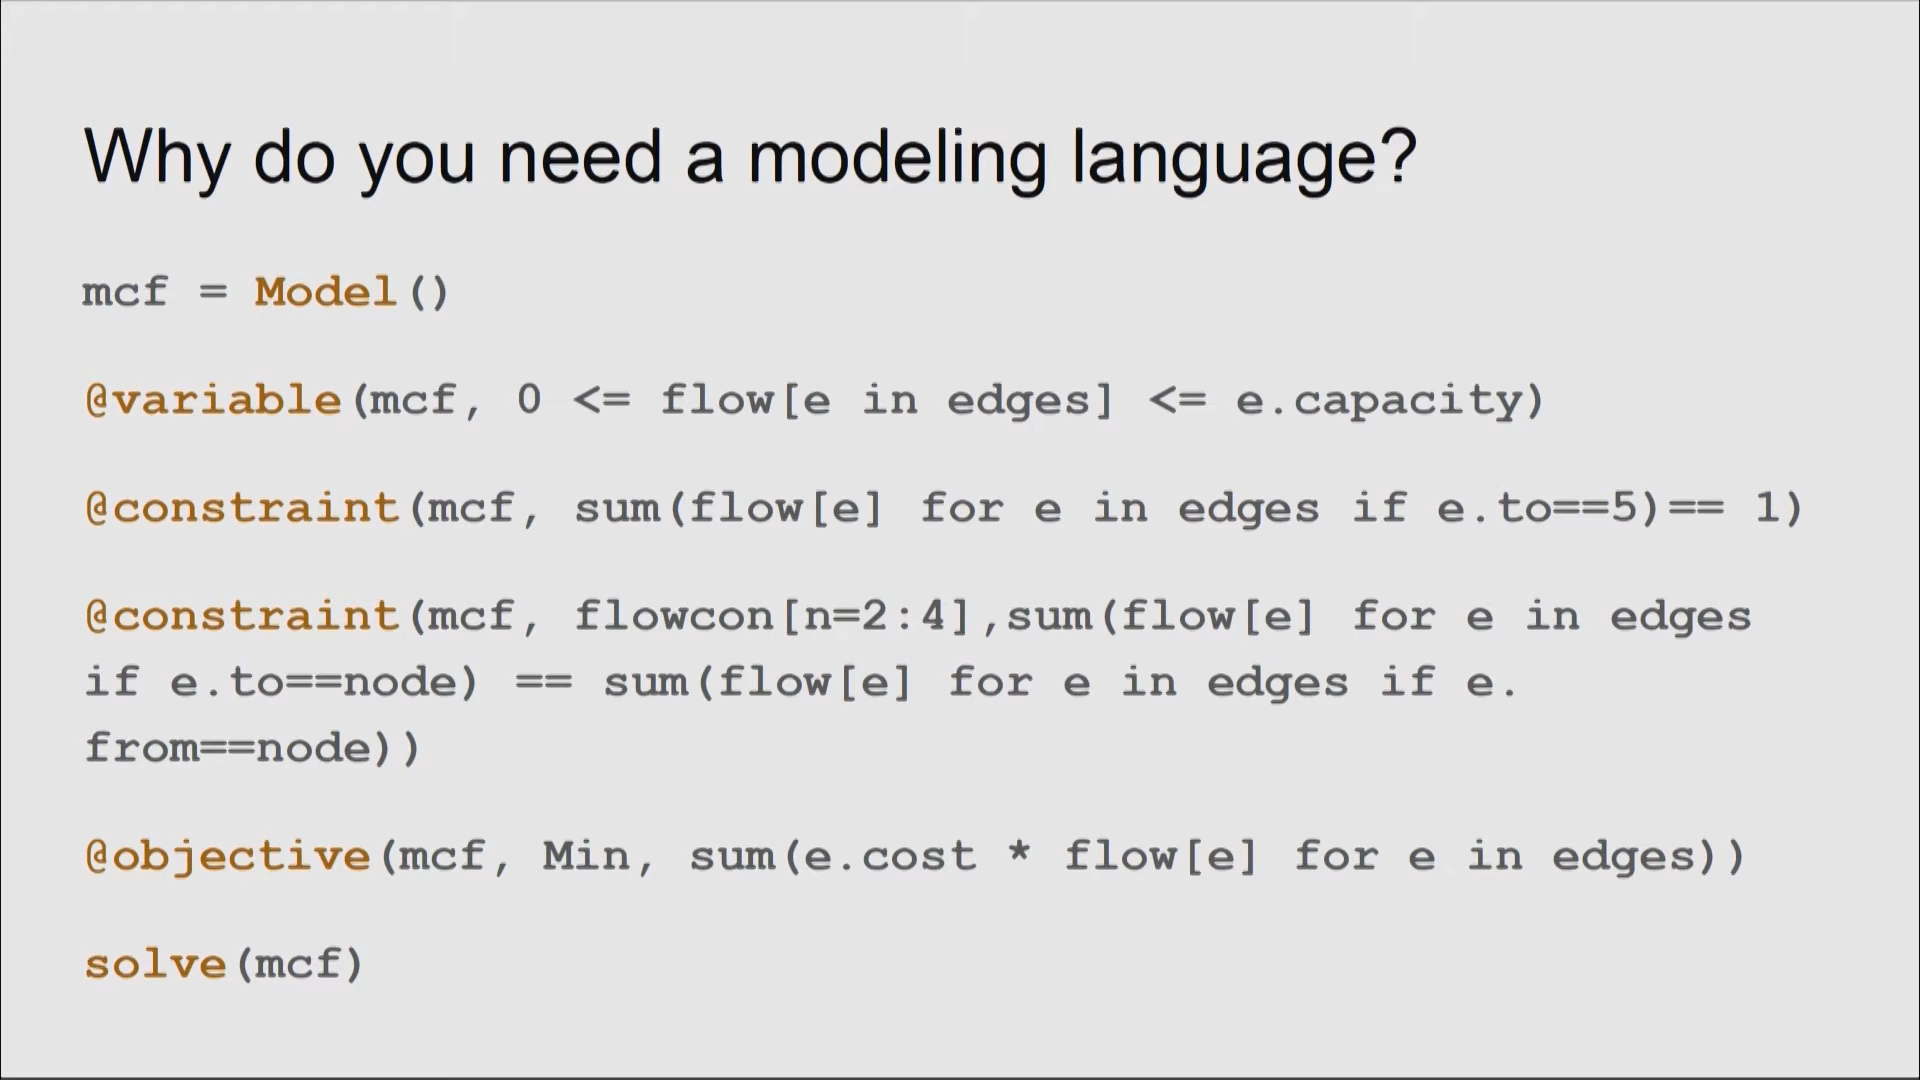 Why do you need a modeling language?
mcf = Model()
@variable(mcf, 0 <= flow[e in edges] <= e.capacity)
@constraint(mcf, sum(flow[e] for e in edges if e.to==5)== 1)
@constraint(mcf, flowcon[n=2:4],sum(flow[e] for e in edges
if e.to==node) == sum(flow[e] for e in edges if e.
from==node))
@objective(mcf, Min, sum(e.cost * flow[e] for e in edges))
solve(mcf)